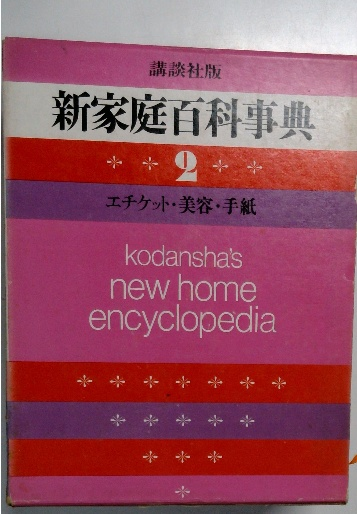 講談社版
新家庭百科事典
2
エチケット・美容・手紙
kodansha's
new home
encyclopedia